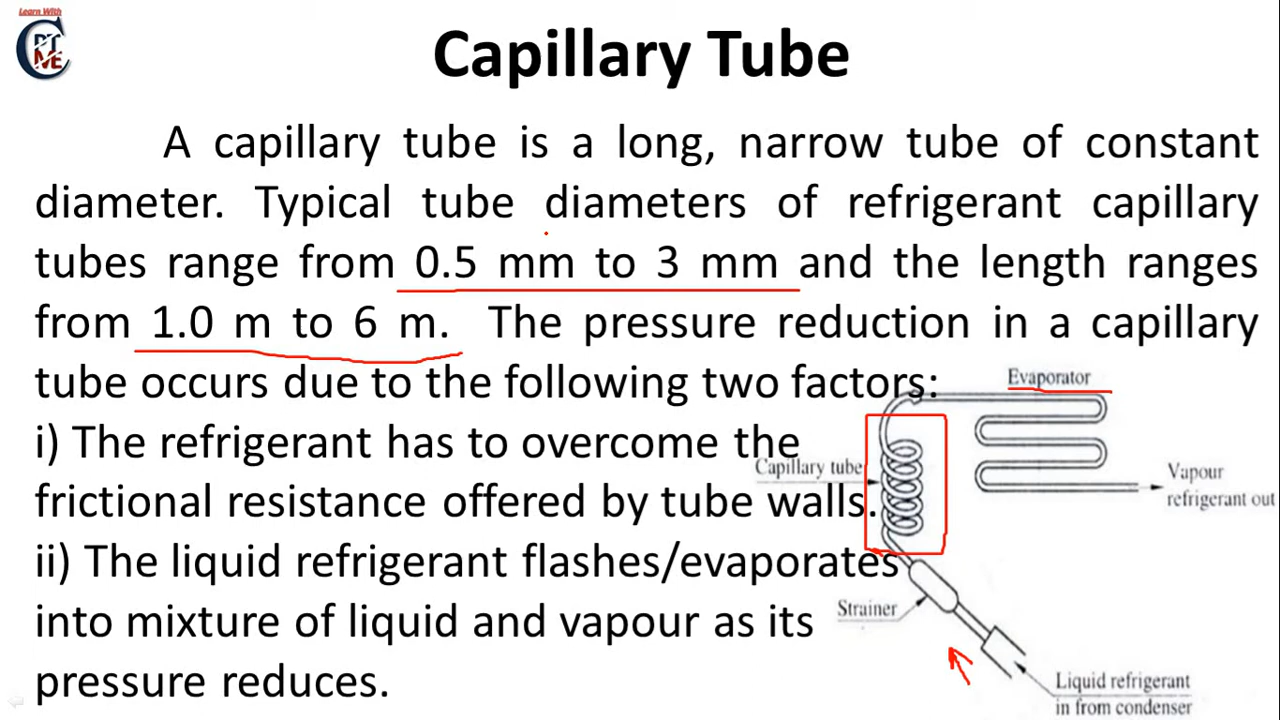 Learn With
C
PT
ME
Capillary Tube
A capillary tube is a long, narrow tube of constant
diameter. Typical tube diameters of refrigerant capillary
tubes range from 0.5 mm to 3 mm and the length ranges
from 1.0 m to 6 m. The pressure reduction in a capillary
tube occurs due to the following two factors:
i) The refrigerant has to overcome the
frictional resistance offered by tube walls.
ii) The liquid refrigerant flashes/evaporates
into mixture of liquid and vapour as its
pressure reduces.
Evaporator
Capillary tube
Vapour
refrigerant out
Strainer
Liquid refrigerant
in from condenser